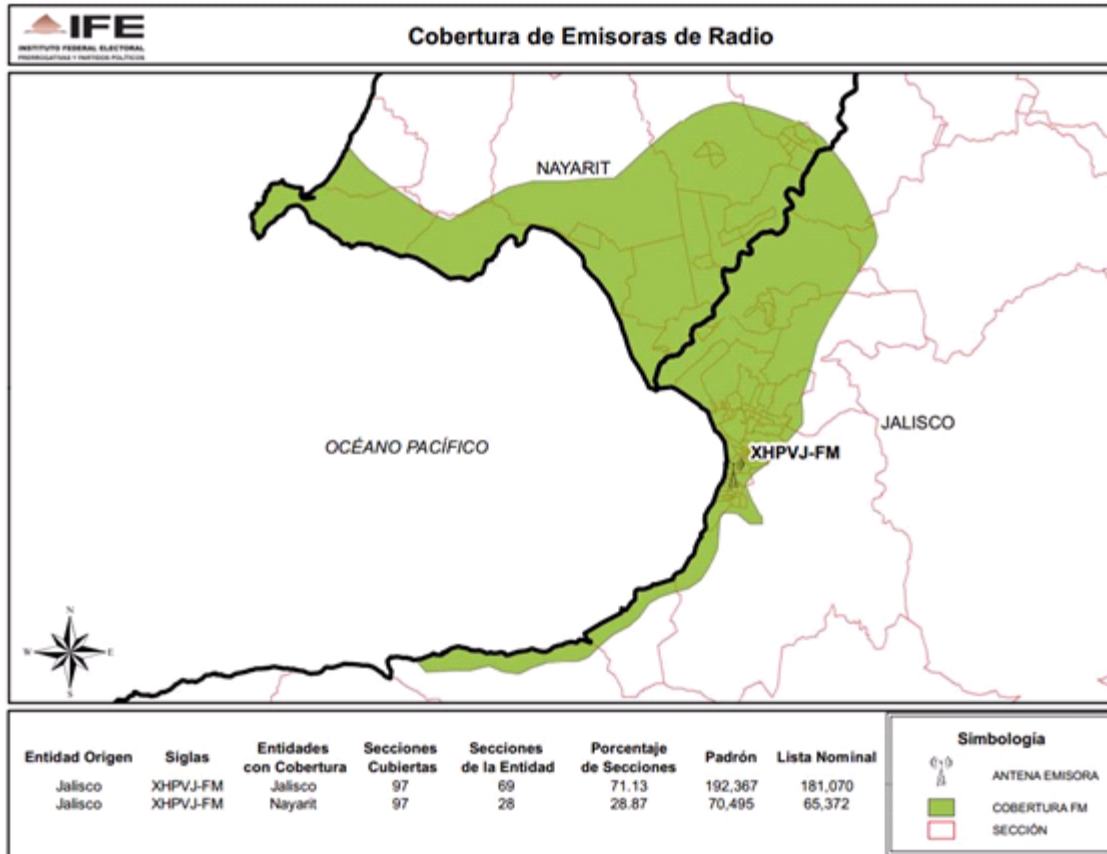 IFE
INSTITUTO FEDERAL ELECTORAL
PRERROGATIVAS Y PARTIDOS POLÍTICOS
Cobertura de Emisoras de Radio
NAYARIT
JALISCO
XHPVJ-FM
OCÉANO PACÍFICO
N
W E
S
Entidad Origen Siglas Entidades con Cobertura Secciones Cubiertas Secciones de la Entidad Porcentaje de Secciones Padrón Lista Nominal
Jalisco XHPVJ-FM Jalisco 97 69 71.13 192,367 181,070
Jalisco XHPVJ-FM Nayarit 97 28 28.87 70,495 65,372
Simbología
ANTENA EMISORA
COBERTURA FM
SECCIÓN